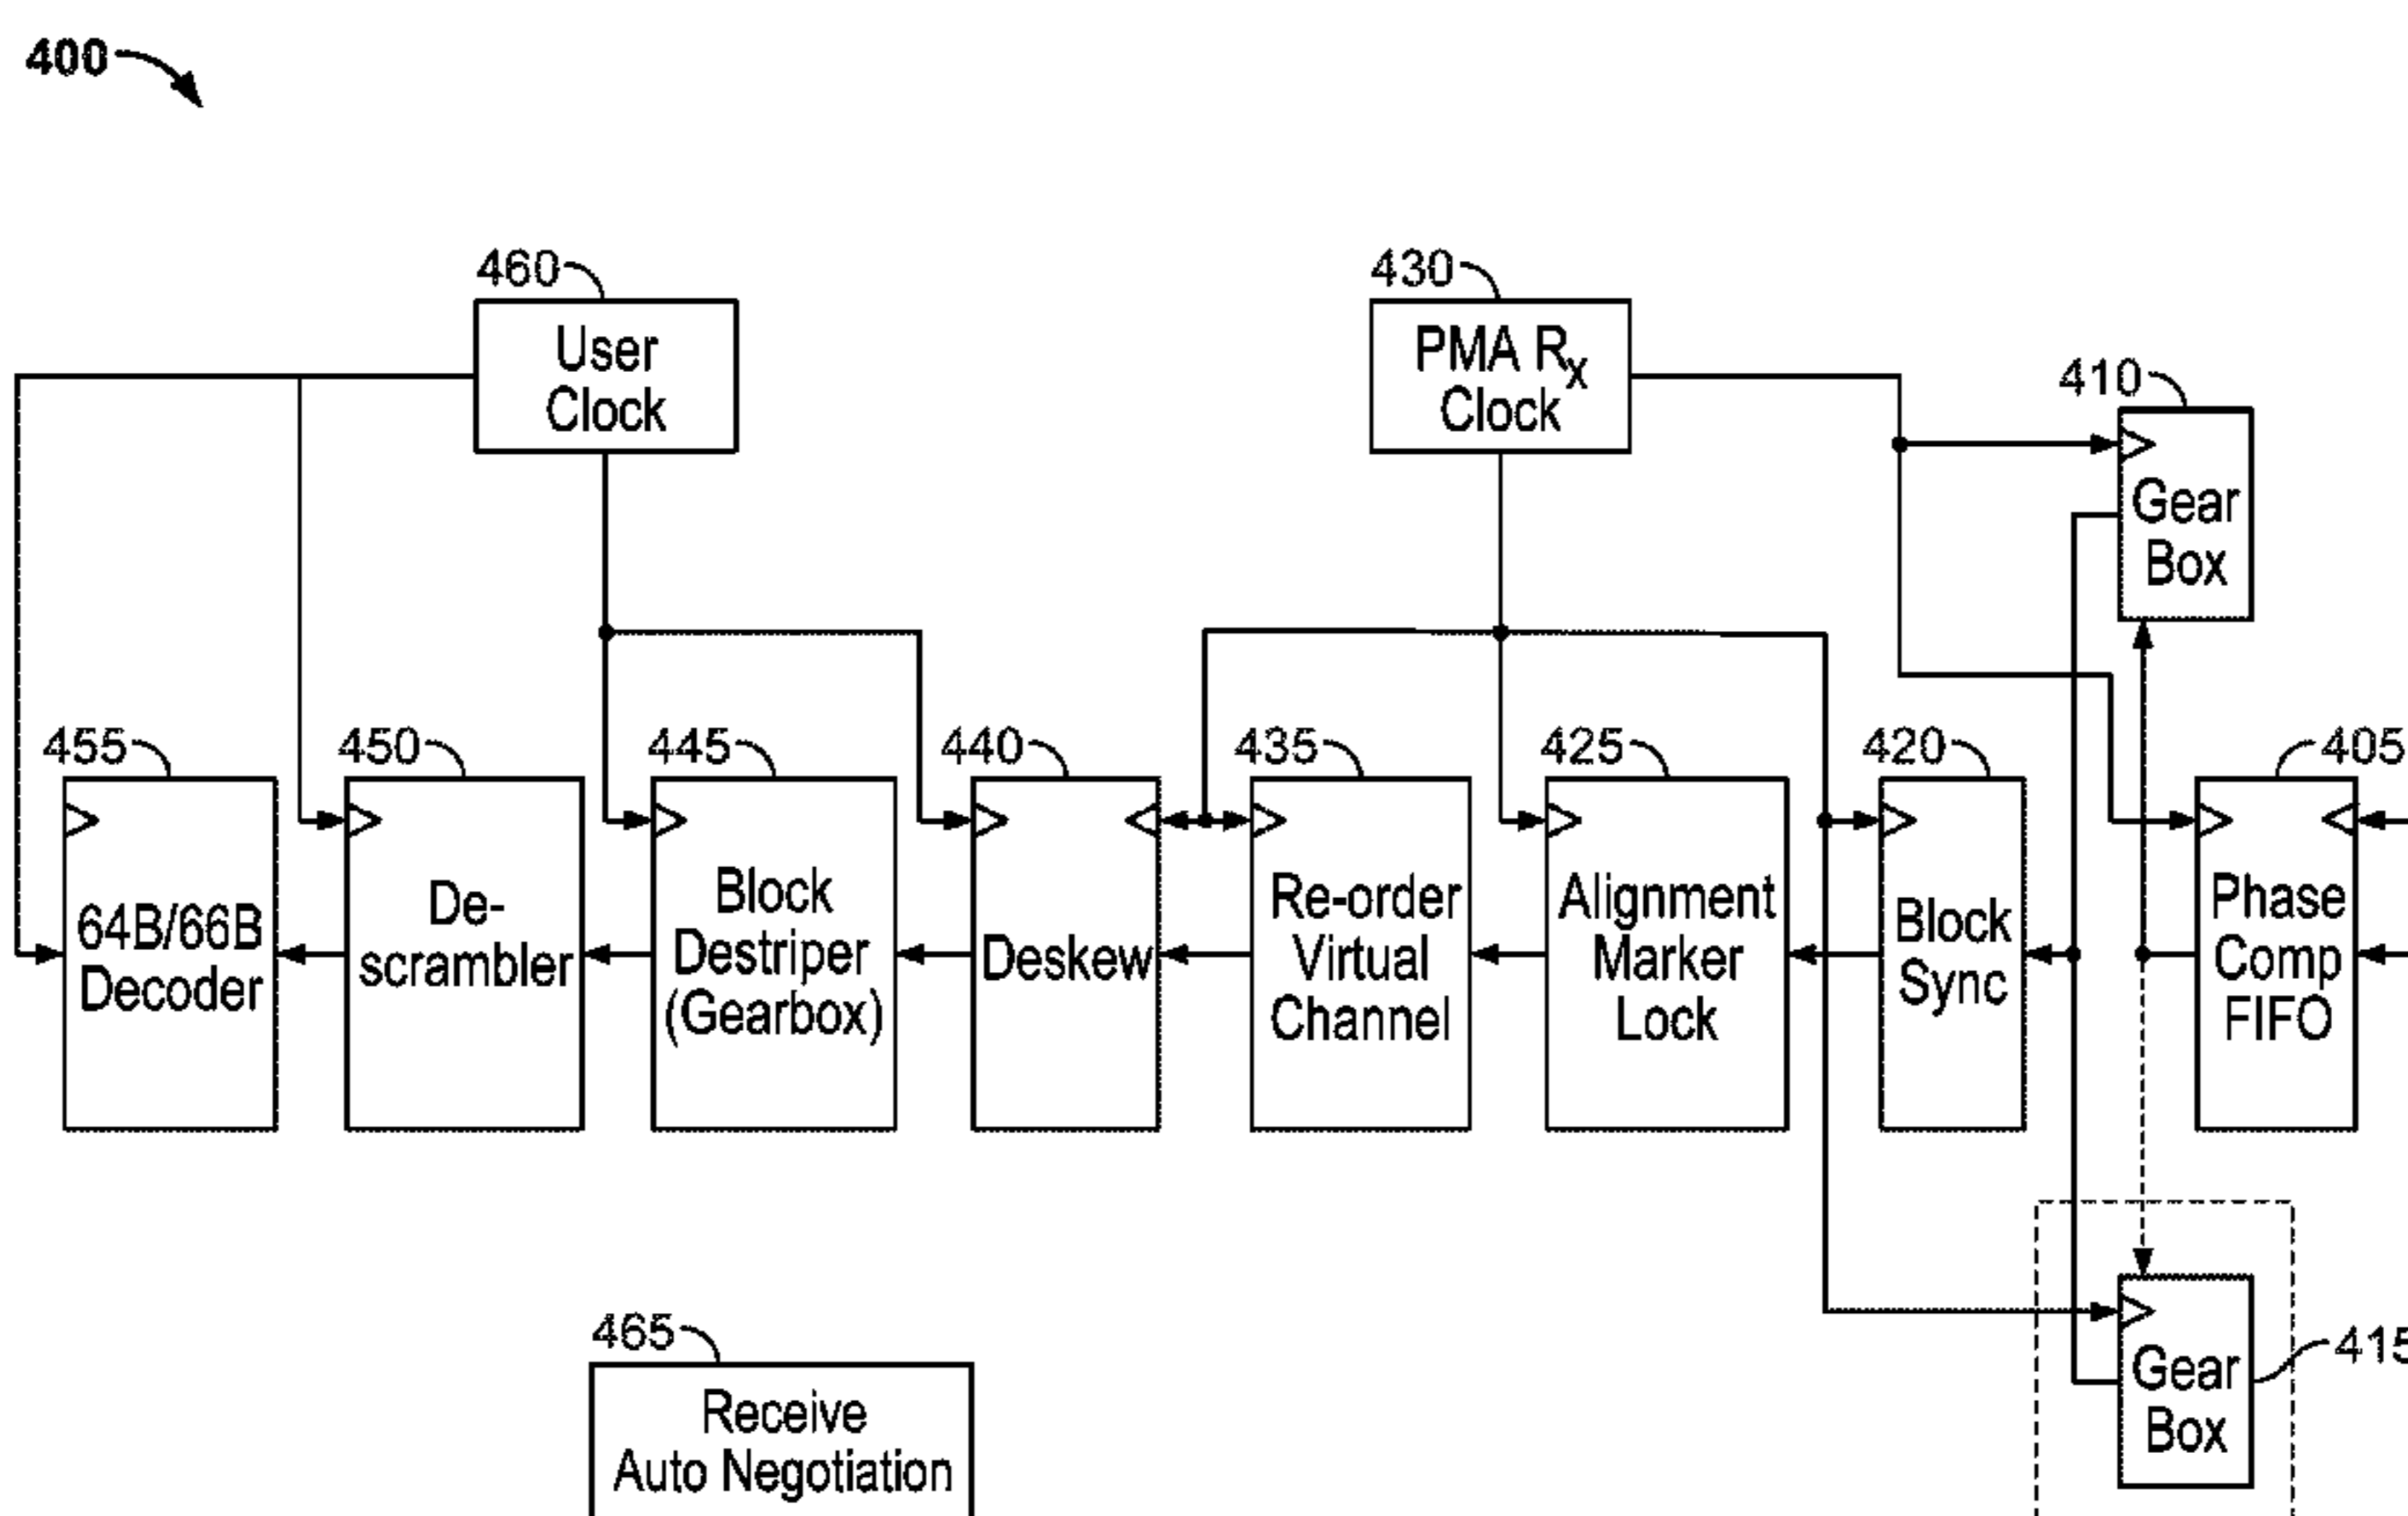 400
460
User
Clock
430
PMA Rx
Clock
410
Gear
Box
455
64B/66B
Decoder
450
De-
scrambler
445
Block
Destriper
(Gearbox)
440
Deskew
435
Re-order
Virtual
Channel
425
Alignment
Marker
Lock
420
Block
Sync
405
Phase
Comp
FIFO
465
Receive
Auto Negotiation
415
Gear
Box